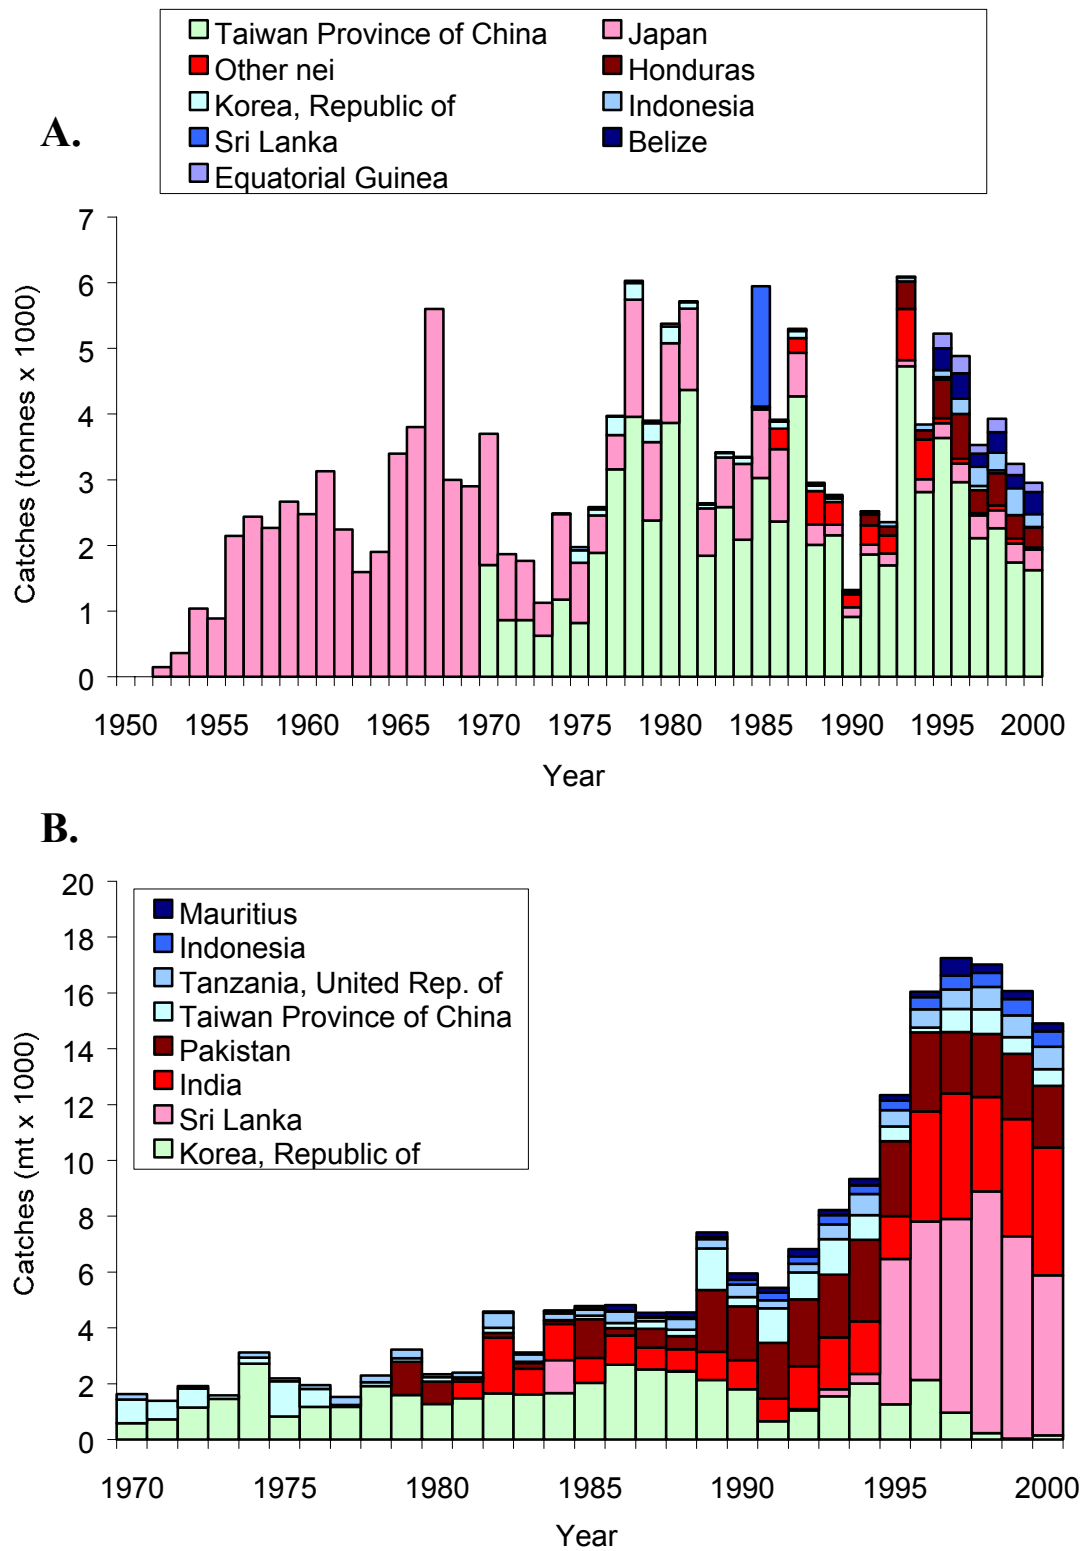 A.
Taiwan Province of China Japan
Other nei Honduras
Korea, Republic of Indonesia
Sri Lanka Belize
Equatorial Guinea
Catches (tonnes x 1000)
7
6
5
4
3
2
1
0
1950 1955 1960 1965 1970 1975 1980 1985 1990 1995 2000
Year
B.
Catches (mt x 1000)
20
18
16
14
12
10
8
6
4
2
0
Mauritius
Indonesia
Tanzania, United Rep. of
Taiwan Province of China
Pakistan
India
Sri Lanka
Korea, Republic of
1970 1975 1980 1985 1990 1995 2000
Year